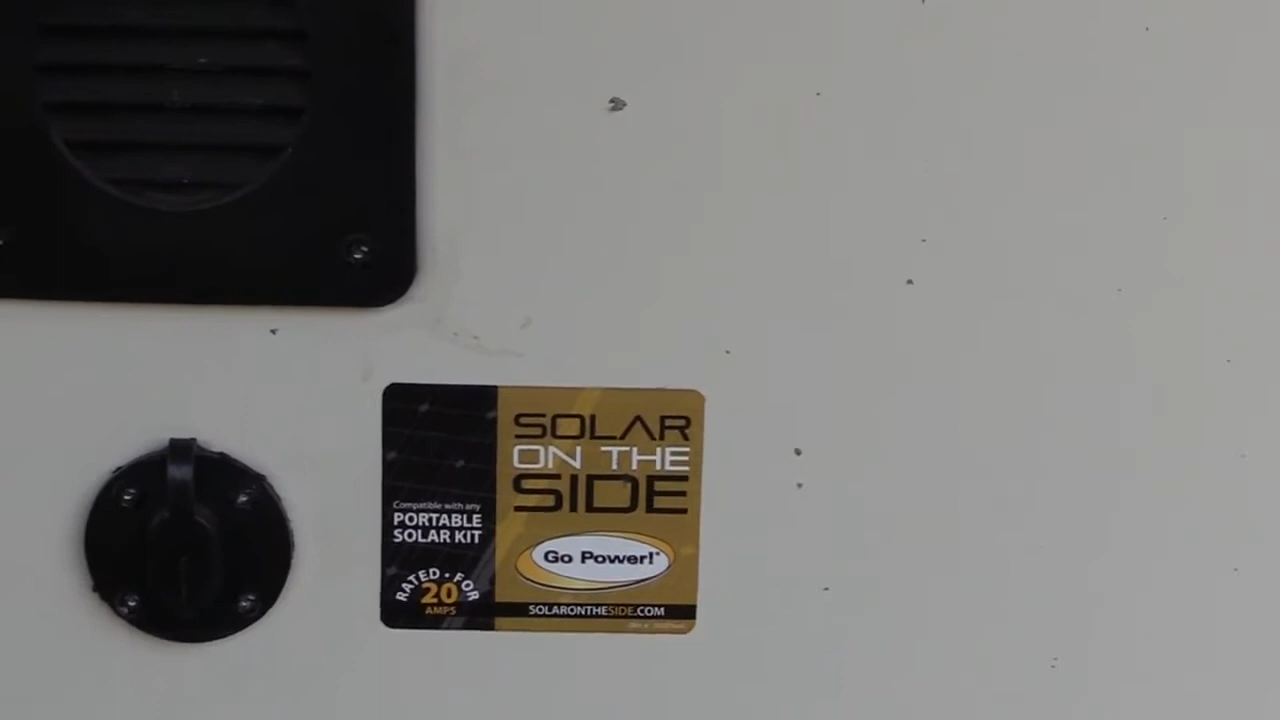 SOLAR
ON THE
SIDE
Compatible with any
PORTABLE
SOLAR KIT
Go Power!
RATED • FOR
20
AMPS
SOLARONTHESIDE.COM